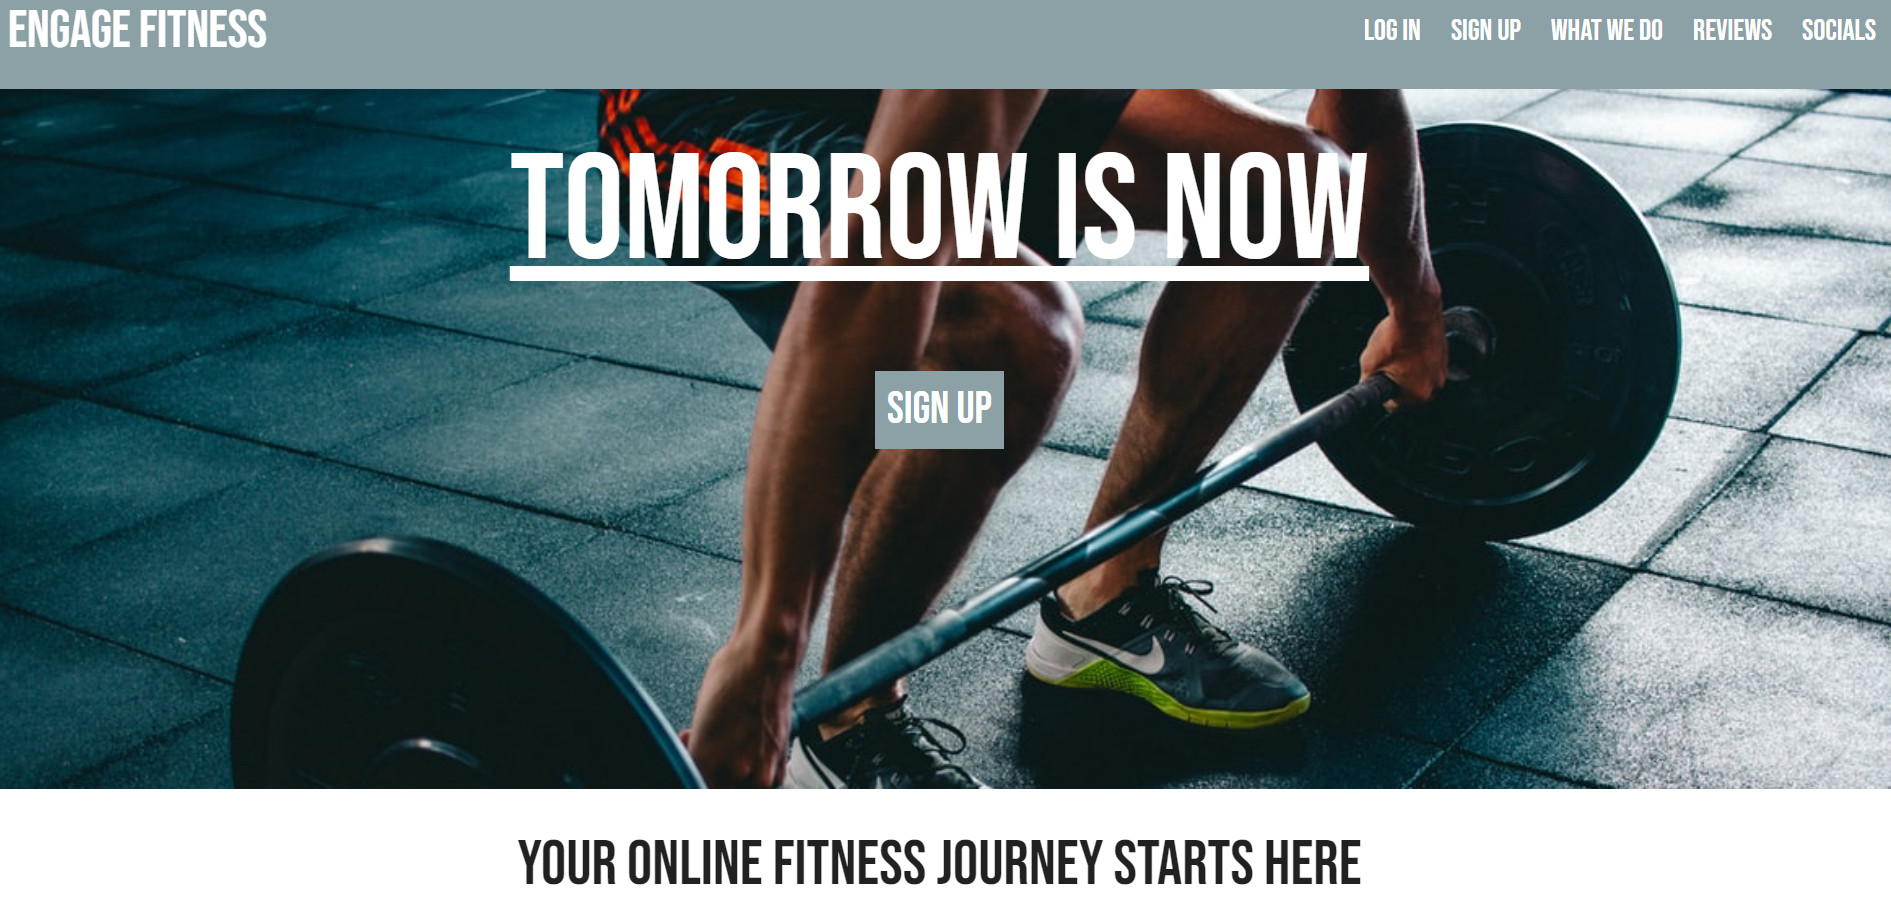 ENGAGE FITNESS
LOG IN SIGN UP WHAT WE DO REVIEWS SOCIALS
TOMORROW IS NOW
SIGN UP
YOUR ONLINE FITNESS JOURNEY STARTS HERE